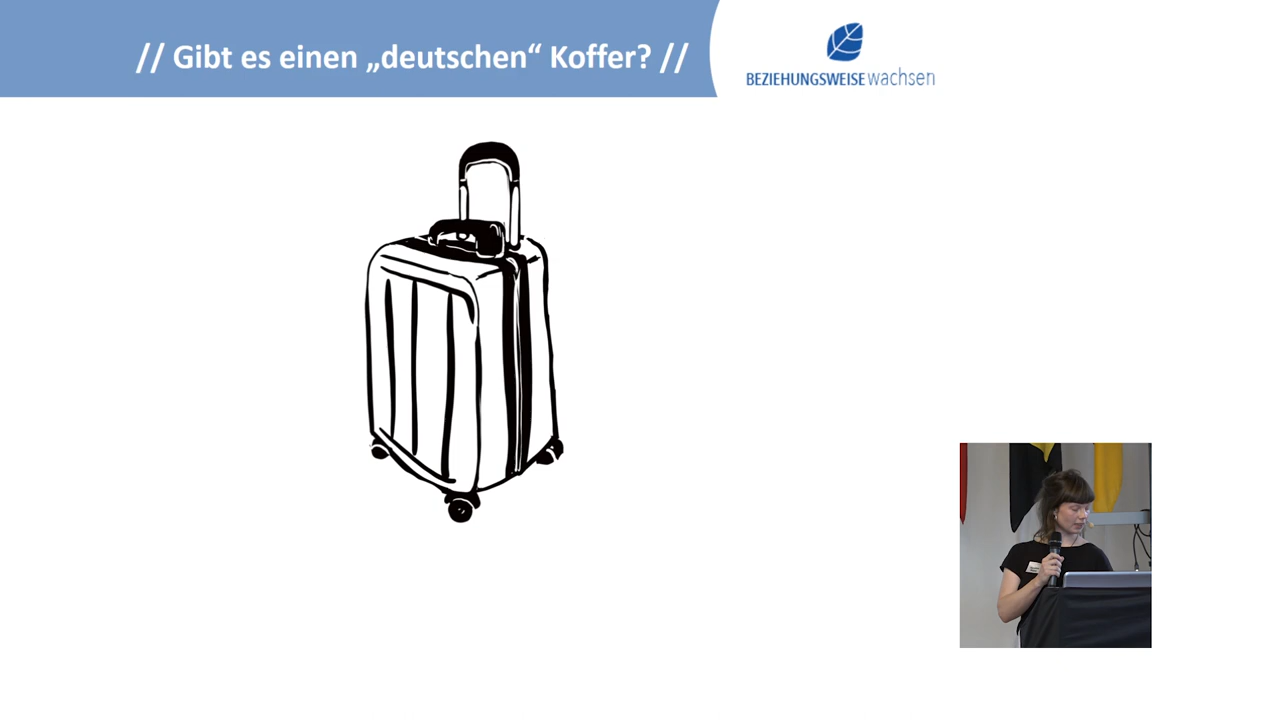 // Gibt es einen „deutschen“ Koffer? //
BEZIEHUNGSWEISE wachsen